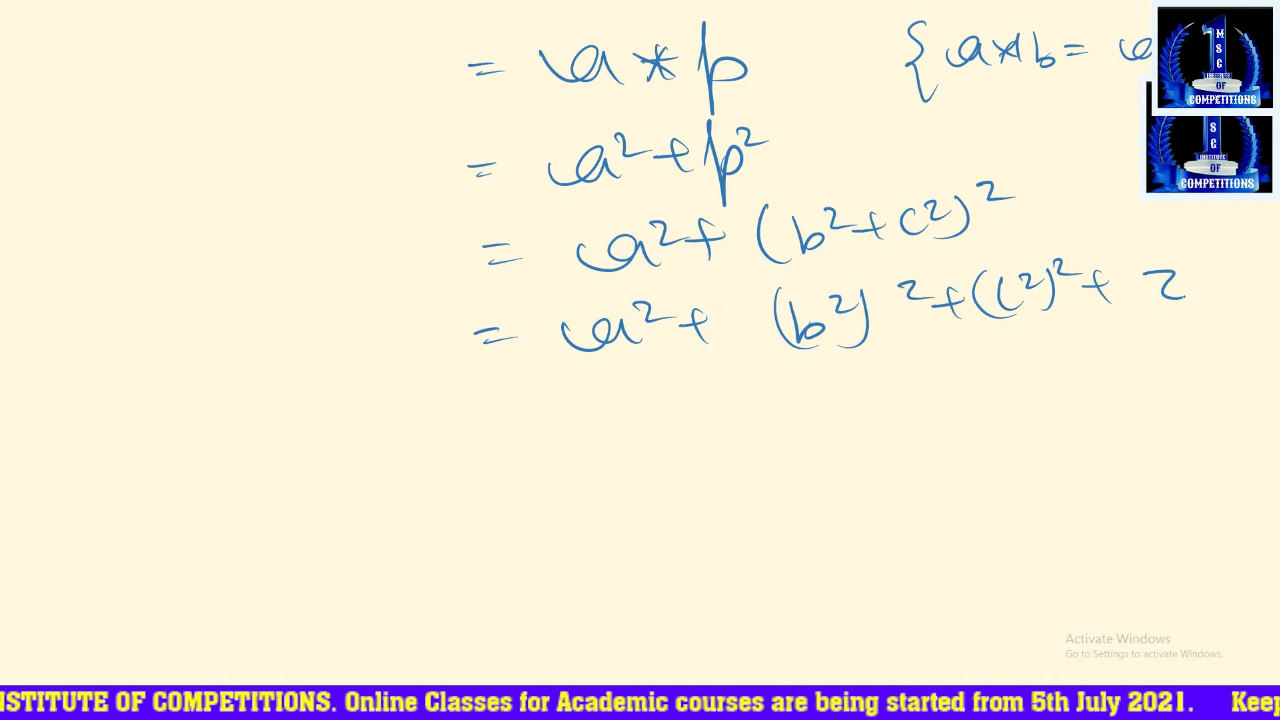 = a * p { a*b = a
= a² + p²
= a² + (b² + c²)²
= a² + (b²)² + (c²)² + 2
1
M
S
C
INSTITUTE
OF
COMPETITIONS
S
C
INSTITUTE
OF
COMPETITIONS
Activate Windows
Go to Settings to activate Windows.
NSTITUTE OF COMPETITIONS. Online Classes for Academic courses are being started from 5th July 2021. Keep